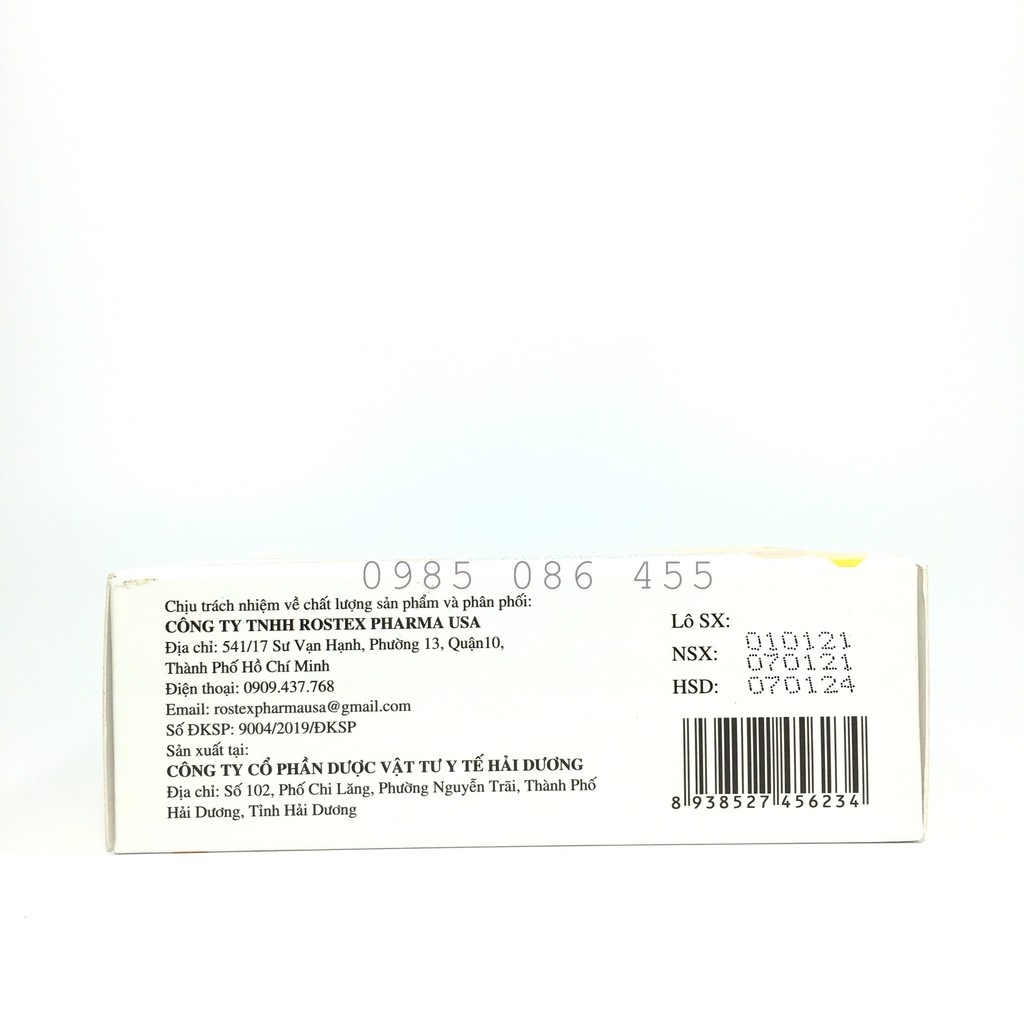 0985 086 455
Chịu trách nhiệm về chất lượng sản phẩm và phân phối:
CÔNG TY TNHH ROSTEX PHARMA USA
Địa chỉ: 541/17 Sư Vạn Hạnh, Phường 13, Quận10,
Thành Phố Hồ Chí Minh
Điện thoại: 0909.437.768
Email: rostexpharmausa@gmail.com
Số ĐKSP: 9004/2019/ĐKSP
Sản xuất tại:
CÔNG TY CỔ PHẦN DƯỢC VẬT TƯ Y TẾ HẢI DƯƠNG
Địa chỉ: Số 102, Phố Chi Lăng, Phường Nguyễn Trãi, Thành Phố
Hải Dương, Tỉnh Hải Dương
Lô SX: 010121
NSX: 070121
HSD: 070124
8 938527 456234